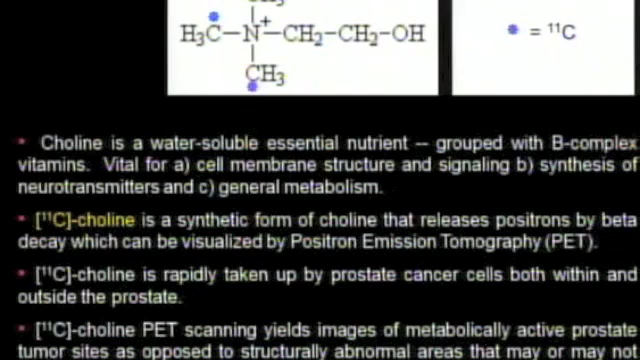 CH3
H3C–N+–CH2–CH2–OH
CH3
* = 11C
• Choline is a water-soluble essential nutrient -- grouped with B-complex
vitamins. Vital for a) cell membrane structure and signaling b) synthesis of
neurotransmitters and c) general metabolism.
• [11C]-choline is a synthetic form of choline that releases positrons by beta
decay which can be visualized by Positron Emission Tomography (PET).
• [11C]-choline is rapidly taken up by prostate cancer cells both within and
outside the prostate.
• [11C]-choline PET scanning yields images of metabolically active prostate
tumor sites as opposed to structurally abnormal areas that may or may not